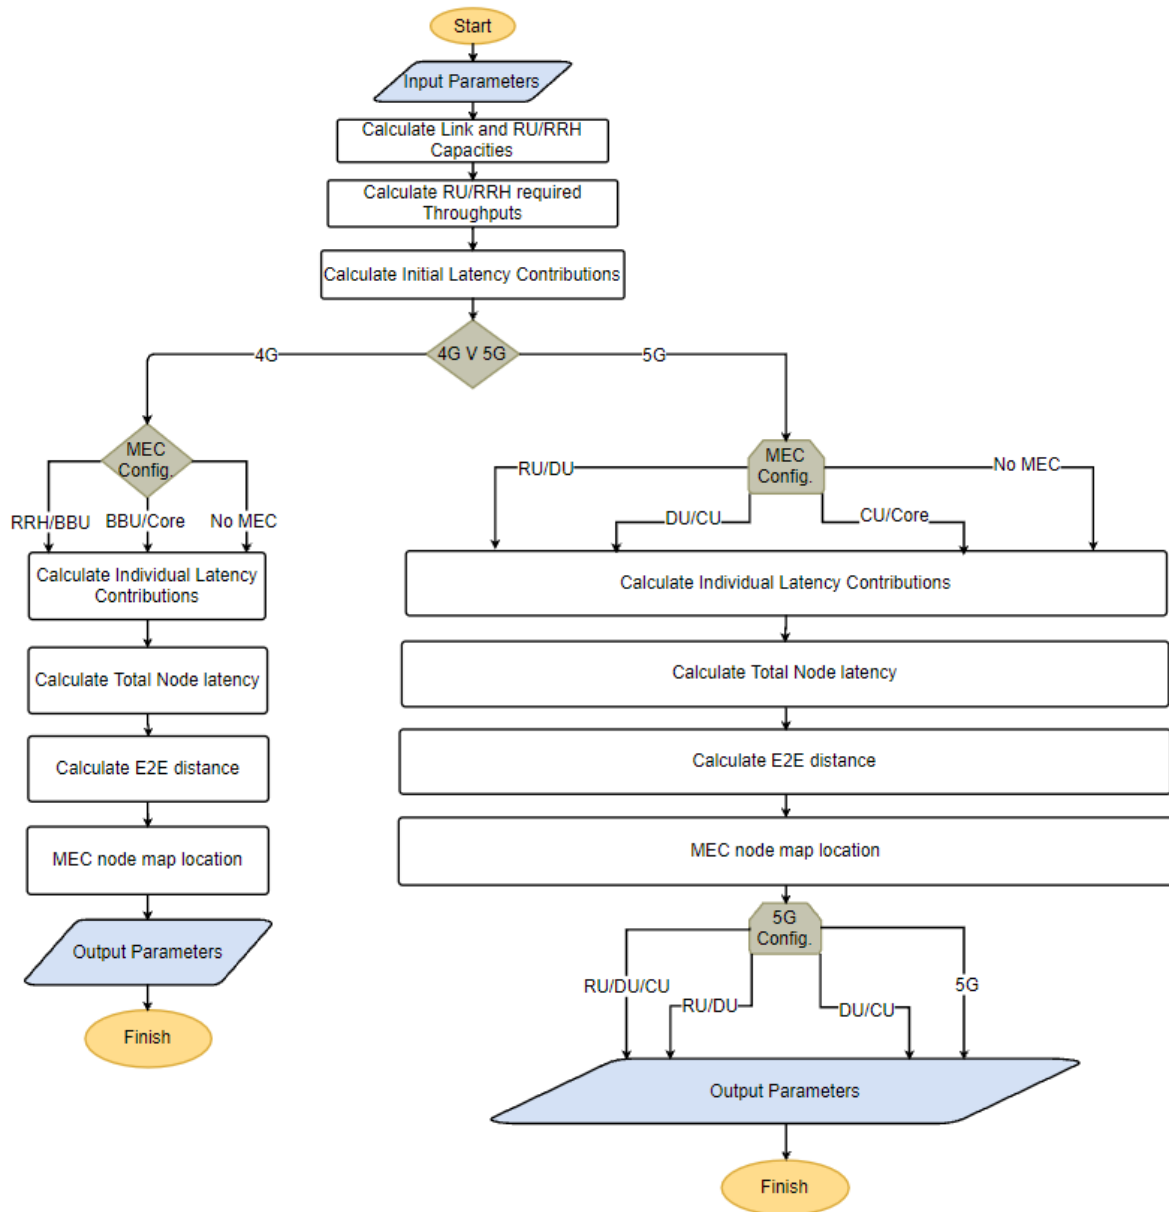 Start
Input Parameters
Calculate Link and RU/RRH
Capacities
Calculate RU/RRH required
Throughputs
Calculate Initial Latency Contributions
4G V 5G
4G
5G
MEC
Config.
RRH/BBU
BBU/Core
No MEC
Calculate Individual Latency
Contributions
Calculate Total Node latency
Calculate E2E distance
MEC node map location
Output Parameters
Finish
MEC
Config.
RU/DU
DU/CU
CU/Core
No MEC
Calculate Individual Latency Contributions
Calculate Total Node latency
Calculate E2E distance
MEC node map location
5G
Config.
RU/DU/CU
RU/DU
DU/CU
5G
Output Parameters
Finish